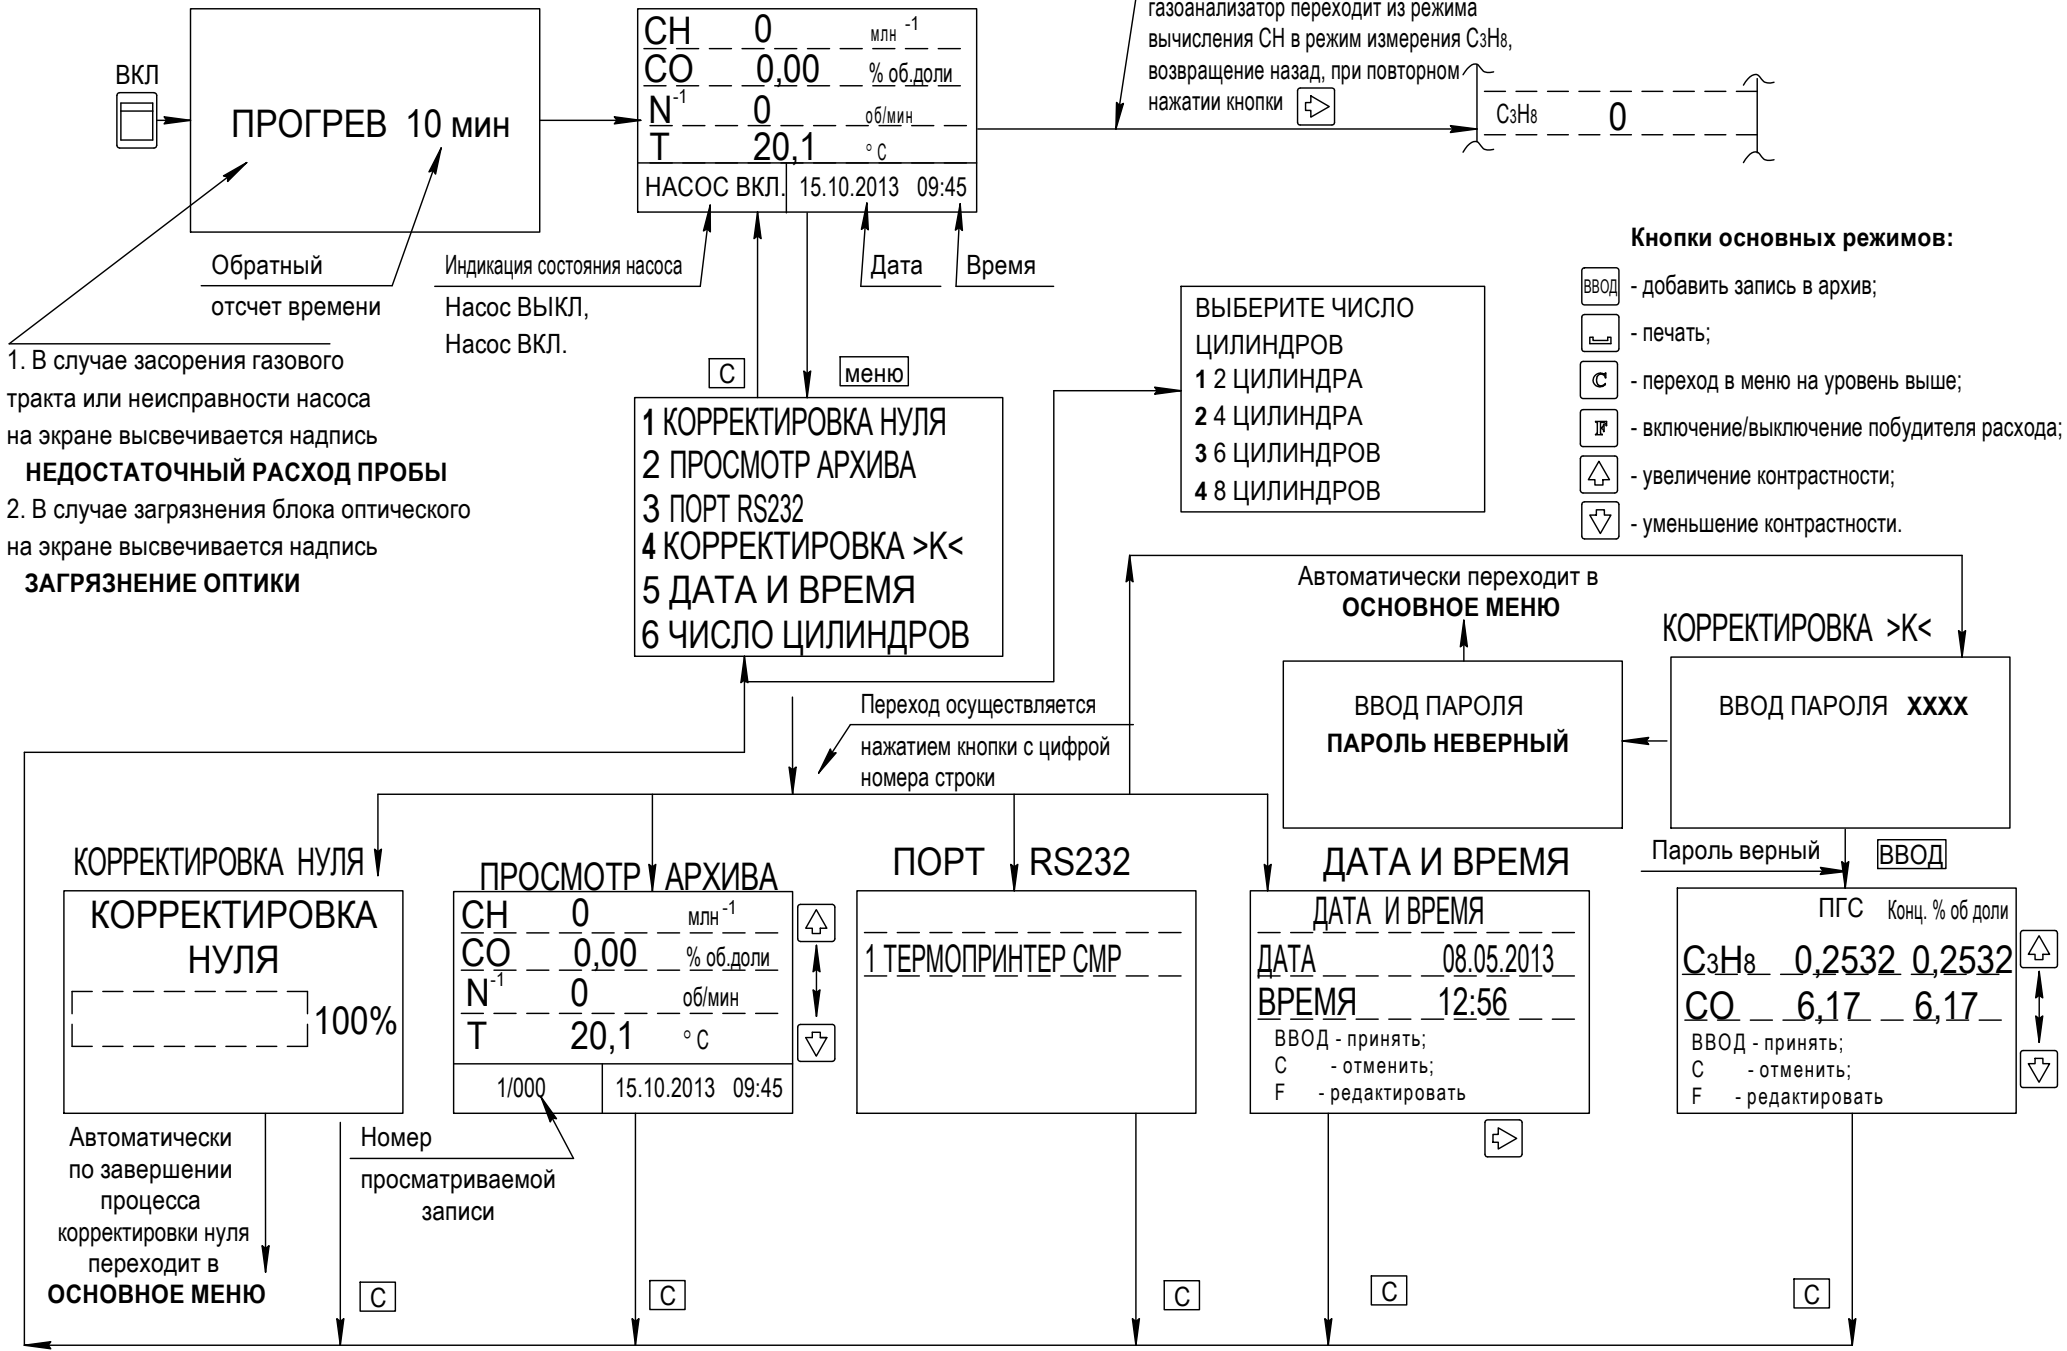 газоанализатор переходит из режима
вычисления СН в режим измерения C3H8,
возвращение назад, при повторном
нажатии кнопки
ВКЛ
ПРОГРЕВ 10 мин
СН 0 млн -1
СО 0,00 % об.доли
N-1 0 об/мин
Т 20,1 ° С
НАСОС ВКЛ. 15.10.2013 09:45
C3H8 0
Обратный
отсчет времени
Индикация состояния насоса
Насос ВЫКЛ,
Насос ВКЛ.
Дата
Время
Кнопки основных режимов:
ВВОД - добавить запись в архив;
- печать;
C - переход в меню на уровень выше;
F - включение/выключение побудителя расхода;
- увеличение контрастности;
- уменьшение контрастности.
1. В случае засорения газового
тракта или неисправности насоса
на экране высвечивается надпись
НЕДОСТАТОЧНЫЙ РАСХОД ПРОБЫ
2. В случае загрязнения блока оптического
на экране высвечивается надпись
ЗАГРЯЗНЕНИЕ ОПТИКИ
С
меню
1 КОРРЕКТИРОВКА НУЛЯ
2 ПРОСМОТР АРХИВА
3 ПОРТ RS232
4 КОРРЕКТИРОВКА >K<
5 ДАТА И ВРЕМЯ
6 ЧИСЛО ЦИЛИНДРОВ
ВЫБЕРИТЕ ЧИСЛО
ЦИЛИНДРОВ
1 2 ЦИЛИНДРА
2 4 ЦИЛИНДРА
3 6 ЦИЛИНДРОВ
4 8 ЦИЛИНДРОВ
Автоматически переходит в
ОСНОВНОЕ МЕНЮ
КОРРЕКТИРОВКА >K<
ВВОД ПАРОЛЯ
ПАРОЛЬ НЕВЕРНЫЙ
ВВОД ПАРОЛЯ XXXX
Переход осуществляется
нажатием кнопки с цифрой
номера строки
Пароль верный
ВВОД
КОРРЕКТИРОВКА НУЛЯ
КОРРЕКТИРОВКА
НУЛЯ
100%
ПРОСМОТР АРХИВА
СН 0 млн -1
СО 0,00 % об.доли
N-1 0 об/мин
Т 20,1 ° С
1/000 15.10.2013 09:45
ПОРТ RS232
1 ТЕРМОПРИНТЕР CMP
ДАТА И ВРЕМЯ
ДАТА И ВРЕМЯ
ДАТА 08.05.2013
ВРЕМЯ 12:56
ВВОД - принять;
С - отменить;
F - редактировать
ПГС Конц. % об доли
C3H8 0,2532 0,2532
СО 6,17 6,17
ВВОД - принять;
С - отменить;
F - редактировать
Автоматически
по завершении
процесса
корректировки нуля
переходит в
ОСНОВНОЕ МЕНЮ
Номер
просматриваемой
записи
С
С
С
С
С